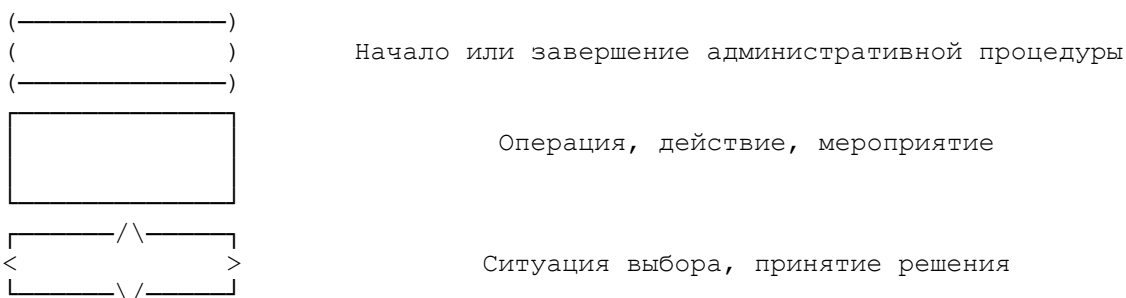 Начало или завершение административной процедуры
Операция, действие, мероприятие
Ситуация выбора, принятие решения